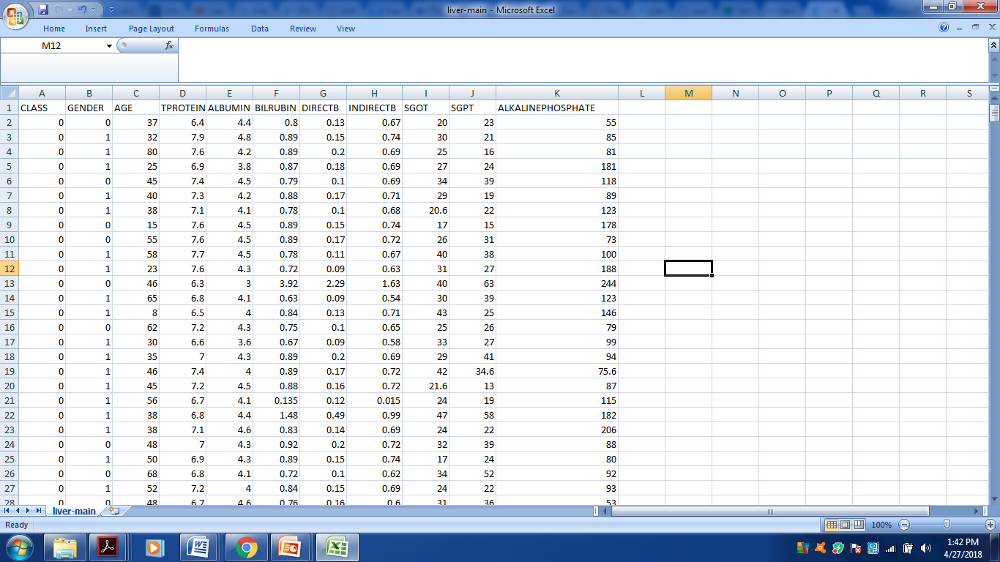 liver-main - Microsoft Excel
Home Insert Page Layout Formulas Data Review View
M12 fx
A B C D E F G H I J K L M N O P Q R S
1 CLASS GENDER AGE TPROTEIN ALBUMIN BILRUBIN DIRECTB INDIRECTB SGOT SGPT ALKALINEPHOSPHATE
2 0 0 37 6.4 4.4 0.8 0.13 0.67 20 23 55
3 0 1 32 7.9 4.8 0.89 0.15 0.74 30 21 85
4 0 1 80 7.6 4.2 0.89 0.2 0.69 25 16 81
5 0 1 25 6.9 3.8 0.87 0.18 0.69 27 24 181
6 0 0 45 7.4 4.5 0.79 0.1 0.69 34 39 118
7 0 1 40 7.3 4.2 0.88 0.17 0.71 29 19 89
8 0 1 38 7.1 4.1 0.78 0.1 0.68 20.6 22 123
9 0 0 15 7.6 4.5 0.89 0.15 0.74 17 15 178
10 0 0 55 7.6 4.5 0.89 0.17 0.72 26 31 73
11 0 1 58 7.7 4.5 0.78 0.11 0.67 40 38 100
12 0 1 23 7.6 4.3 0.72 0.09 0.63 31 27 188
13 0 0 46 6.3 3 3.92 2.29 1.63 40 63 244
14 0 1 65 6.8 4.1 0.63 0.09 0.54 30 39 123
15 0 1 8 6.5 4 0.84 0.13 0.71 43 25 146
16 0 0 62 7.2 4.3 0.75 0.1 0.65 25 26 79
17 0 1 30 6.6 3.6 0.67 0.09 0.58 33 27 99
18 0 1 35 7 4.3 0.89 0.2 0.69 29 41 94
19 0 1 46 7.4 4 0.89 0.17 0.72 42 34.6 75.6
20 0 1 45 7.2 4.5 0.88 0.16 0.72 21.6 13 87
21 0 1 56 6.7 4.1 0.135 0.12 0.015 24 19 115
22 0 1 38 6.8 4.4 1.48 0.49 0.99 47 58 182
23 0 1 38 7.1 4.6 0.83 0.14 0.69 24 22 206
24 0 0 48 7 4.3 0.92 0.2 0.72 32 39 88
25 0 1 50 6.9 4.3 0.89 0.15 0.74 17 24 80
26 0 0 68 6.8 4.1 0.72 0.1 0.62 34 52 92
27 0 1 52 7.2 4 0.84 0.15 0.69 24 22 93
28 0 0 48 6.7 4.6 0.76 0.16 0.6 31 36 53
liver-main
Ready 100%
1:42 PM
4/27/2018